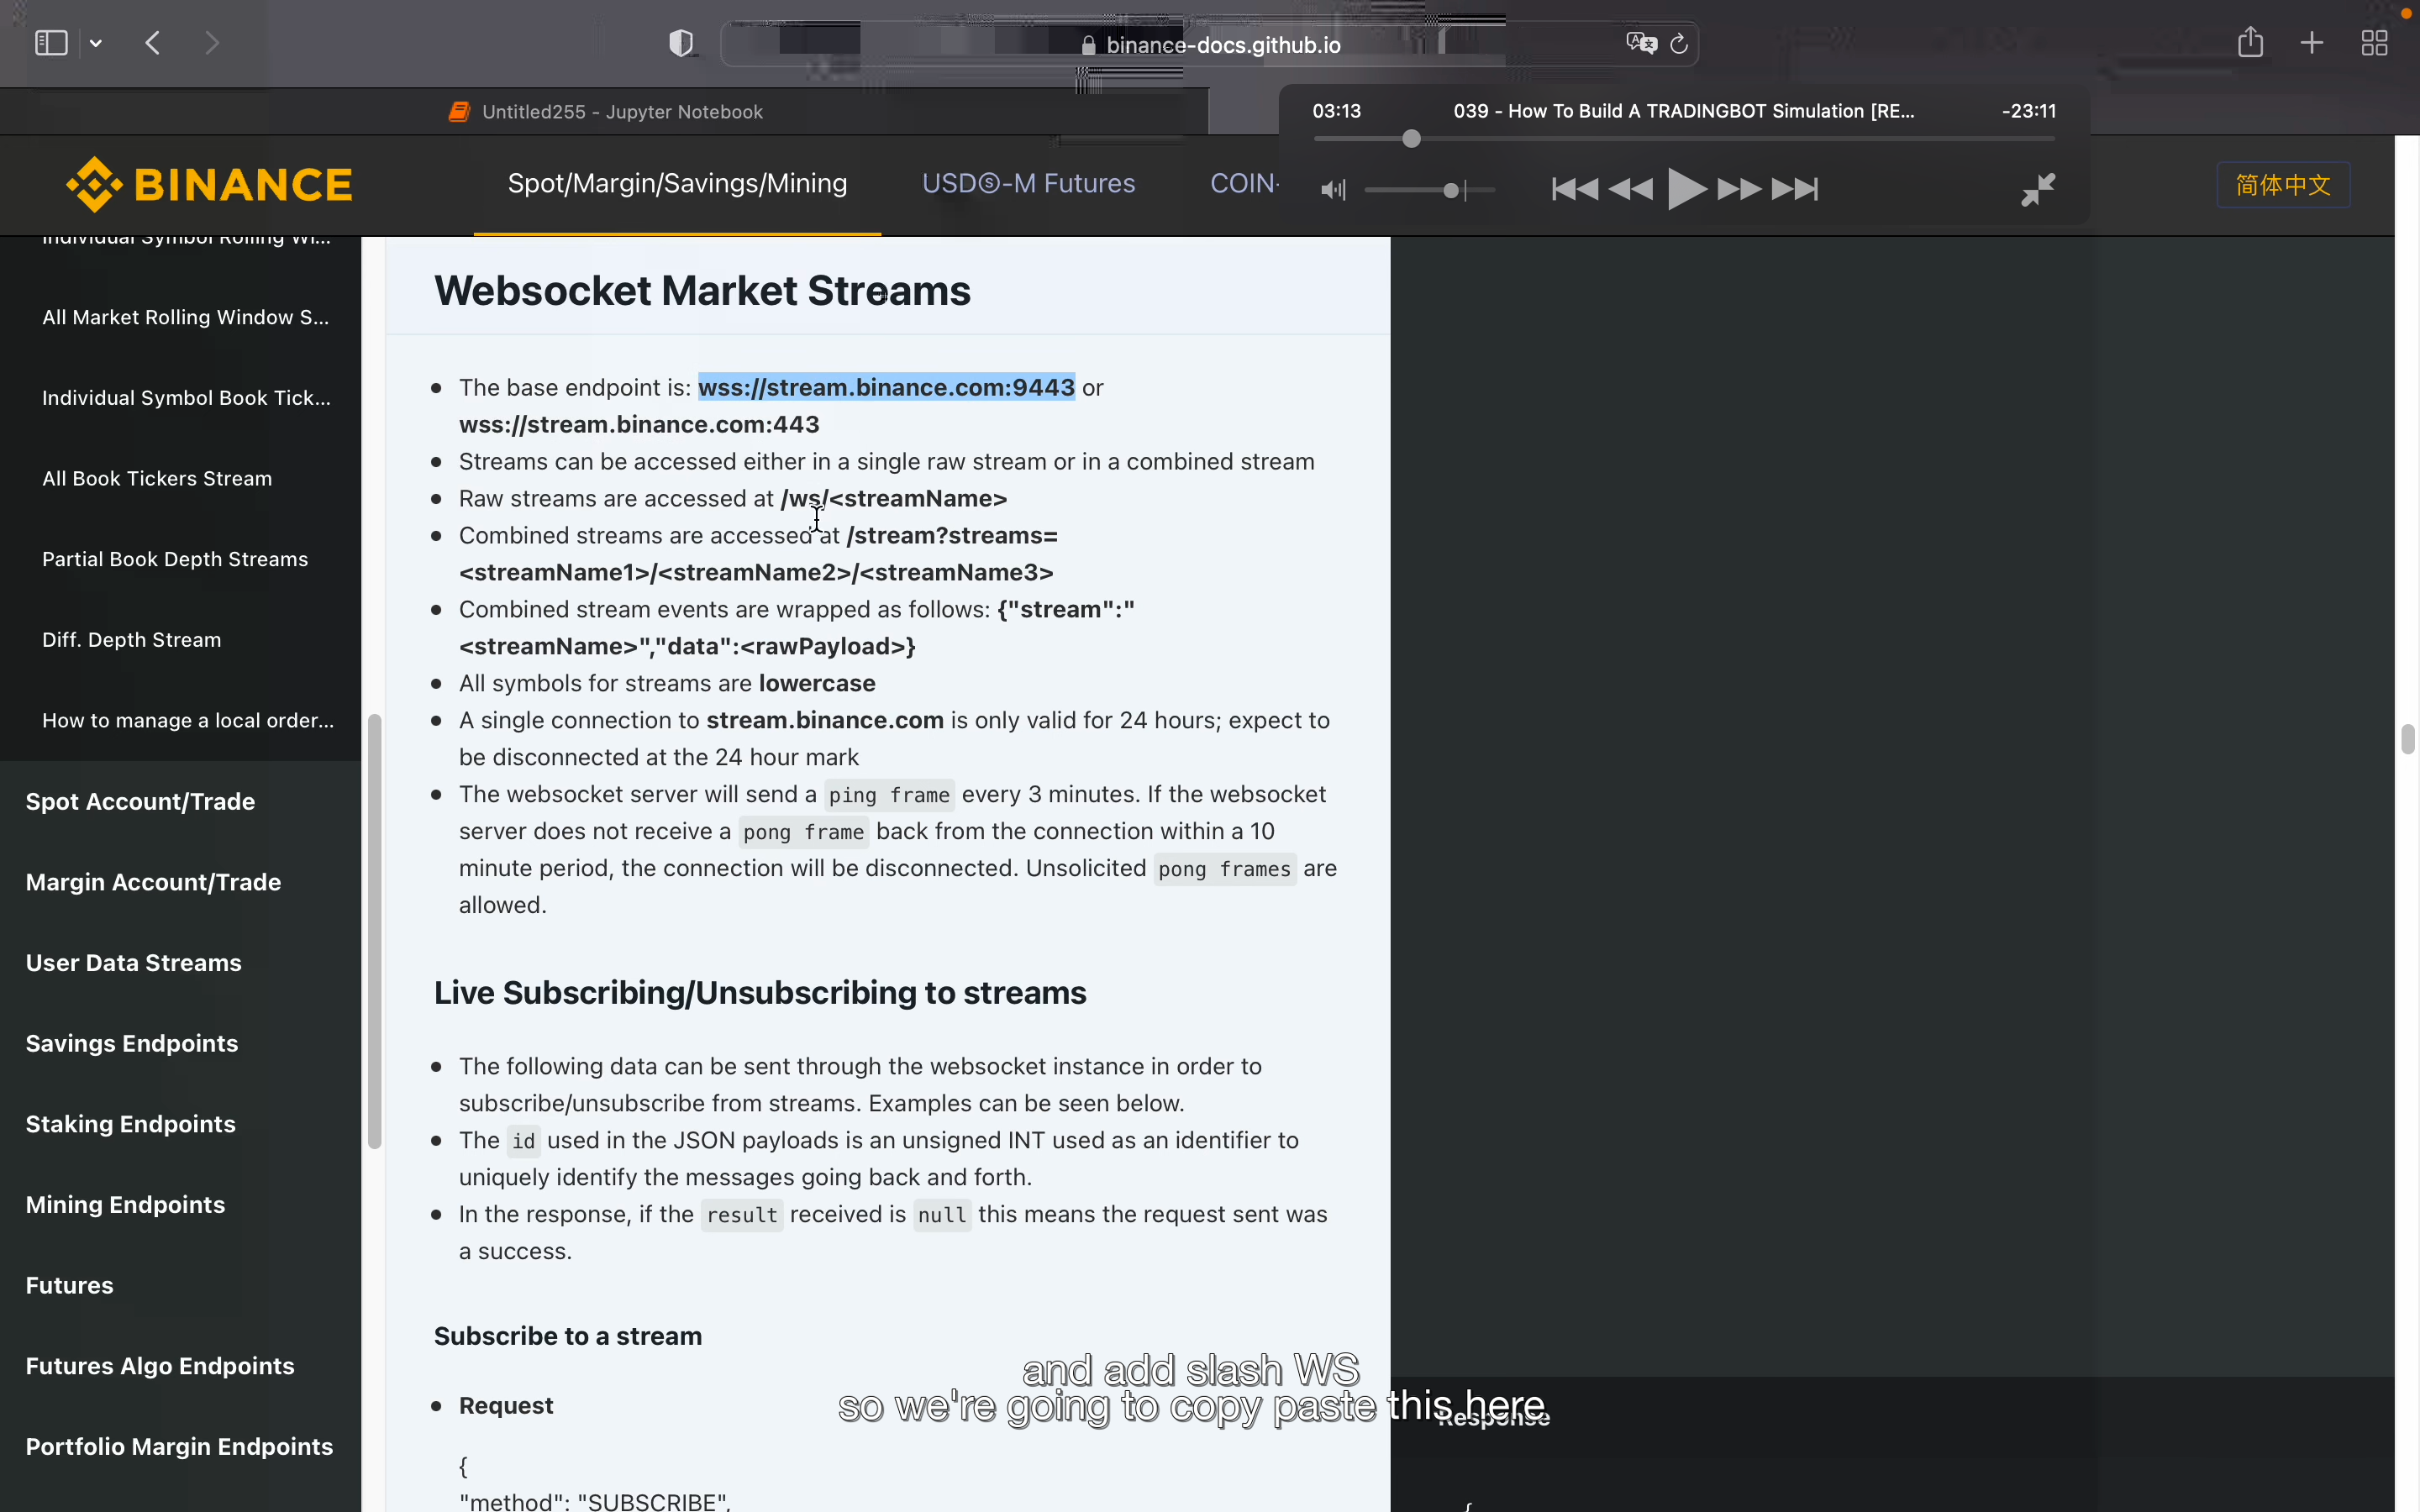 binance-docs.github.io
Untitled255 - Jupyter Notebook
03:13
039 - How To Build A TRADINGBOT Simulation [RE...
-23:11
BINANCE
Spot/Margin/Savings/Mining
USDⓈ-M Futures
COIN-
简体中文
Individual Symbol Rolling Wi...
All Market Rolling Window S...
Individual Symbol Book Tick...
All Book Tickers Stream
Partial Book Depth Streams
Diff. Depth Stream
How to manage a local order...
Spot Account/Trade
Margin Account/Trade
User Data Streams
Savings Endpoints
Staking Endpoints
Mining Endpoints
Futures
Futures Algo Endpoints
Portfolio Margin Endpoints
Websocket Market Streams
The base endpoint is: wss://stream.binance.com:9443 or
wss://stream.binance.com:443
Streams can be accessed either in a single raw stream or in a combined stream
Raw streams are accessed at /ws/<streamName>
Combined streams are accessed at /stream?streams=
<streamName1>/<streamName2>/<streamName3>
Combined stream events are wrapped as follows: {"stream":"
<streamName>","data":<rawPayload>}
All symbols for streams are lowercase
A single connection to stream.binance.com is only valid for 24 hours; expect to
be disconnected at the 24 hour mark
The websocket server will send a ping frame every 3 minutes. If the websocket
server does not receive a pong frame back from the connection within a 10
minute period, the connection will be disconnected. Unsolicited pong frames are
allowed.
Live Subscribing/Unsubscribing to streams
The following data can be sent through the websocket instance in order to
subscribe/unsubscribe from streams. Examples can be seen below.
The id used in the JSON payloads is an unsigned INT used as an identifier to
uniquely identify the messages going back and forth.
In the response, if the result received is null this means the request sent was
a success.
Subscribe to a stream
Request
{
"method": "SUBSCRIBE",
Response
{
and add slash WS
so we're going to copy paste this here